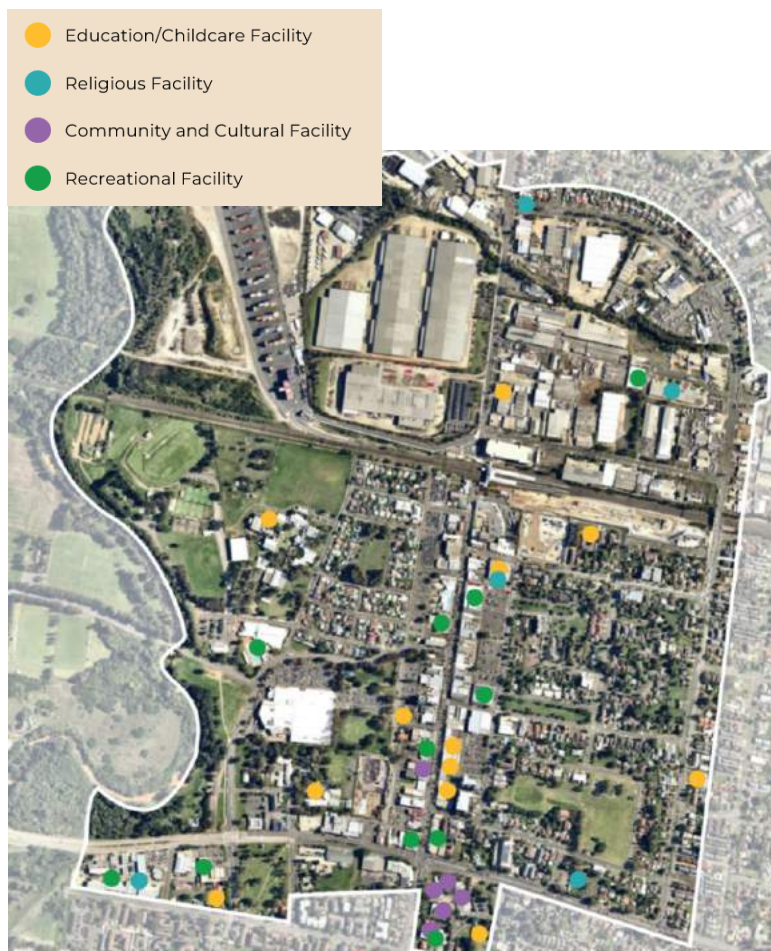 Education/Childcare Facility
Religious Facility
Community and Cultural Facility
Recreational Facility